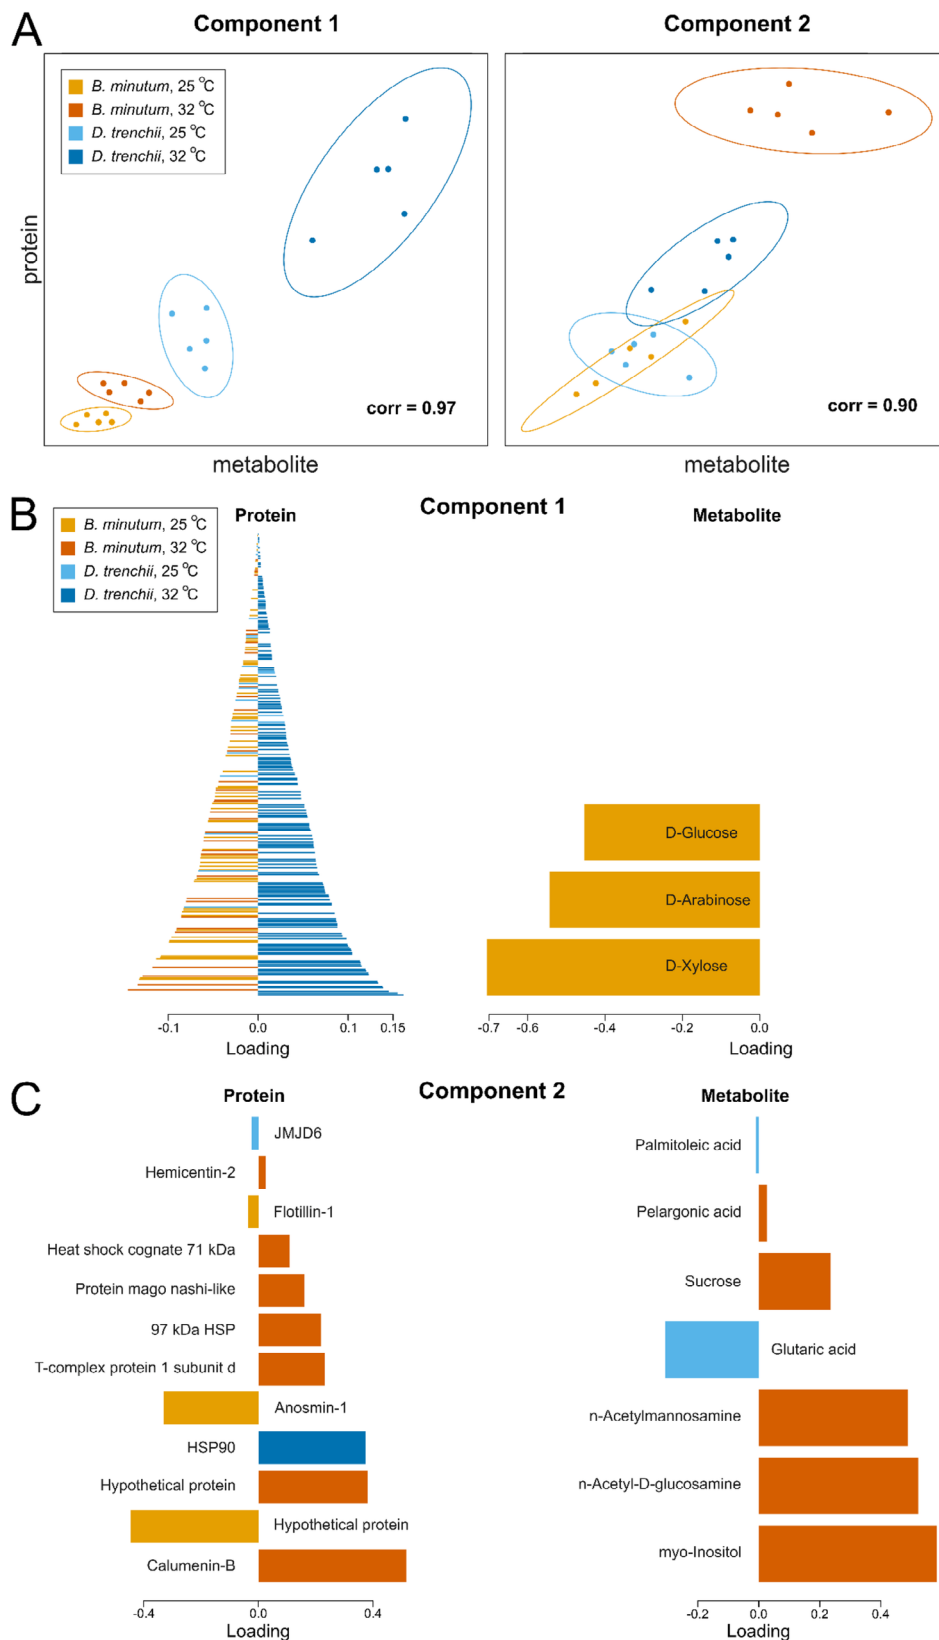 A
Component 1
Component 2
B. minutum, 25 °C
B. minutum, 32 °C
D. trenchii, 25 °C
D. trenchii, 32 °C
protein
corr = 0.97
corr = 0.90
metabolite
metabolite
B
Component 1
Protein
Metabolite
B. minutum, 25 °C
B. minutum, 32 °C
D. trenchii, 25 °C
D. trenchii, 32 °C
D-Glucose
D-Arabinose
D-Xylose
-0.1 0.0 0.1 0.15
Loading
-0.7 -0.6 -0.4 -0.2 0.0
Loading
C
Component 2
Protein
Metabolite
JMJD6
Hemicentin-2
Flotillin-1
Heat shock cognate 71 kDa
Protein mago nashi-like
97 kDa HSP
T-complex protein 1 subunit d
Anosmin-1
HSP90
Hypothetical protein
Hypothetical protein
Calumenin-B
-0.4 0.0 0.4
Loading
Palmitoleic acid
Pelargonic acid
Sucrose
Glutaric acid
n-Acetylmannosamine
n-Acetyl-D-glucosamine
myo-Inositol
-0.2 0.0 0.2 0.4
Loading